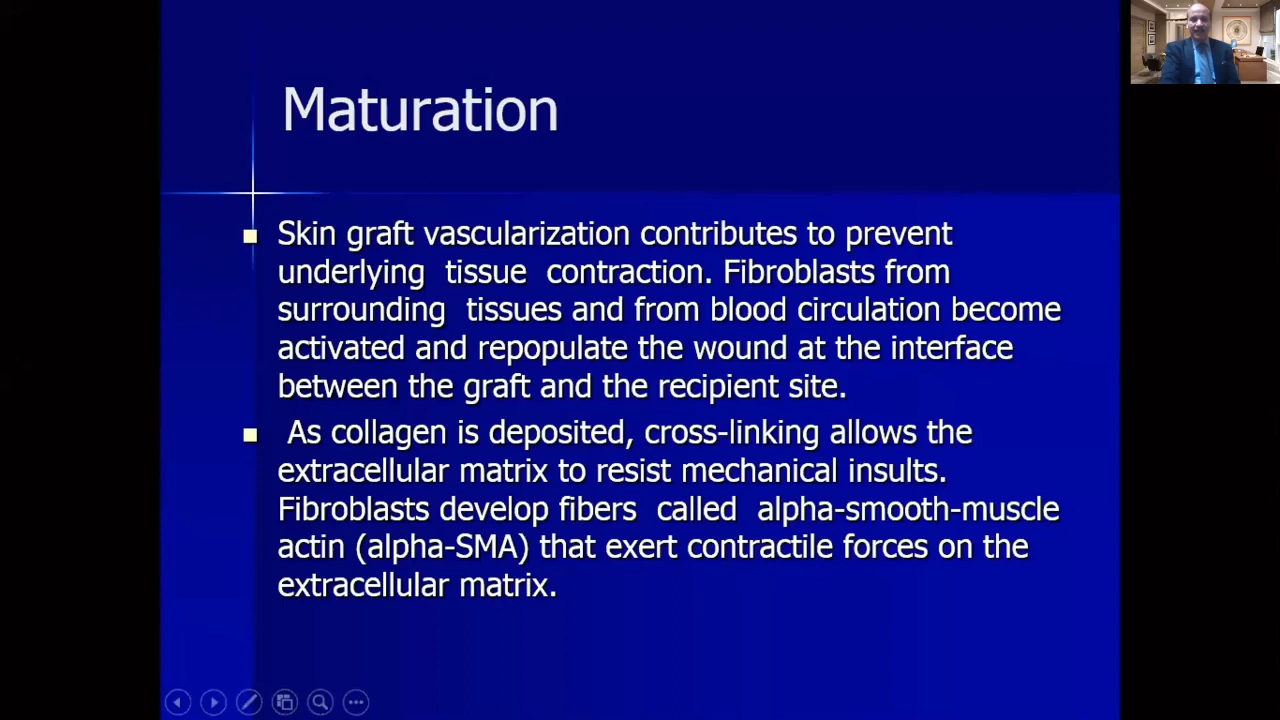 Maturation
Skin graft vascularization contributes to prevent
underlying tissue contraction. Fibroblasts from
surrounding tissues and from blood circulation become
activated and repopulate the wound at the interface
between the graft and the recipient site.
As collagen is deposited, cross-linking allows the
extracellular matrix to resist mechanical insults.
Fibroblasts develop fibers called alpha-smooth-muscle
actin (alpha-SMA) that exert contractile forces on the
extracellular matrix.